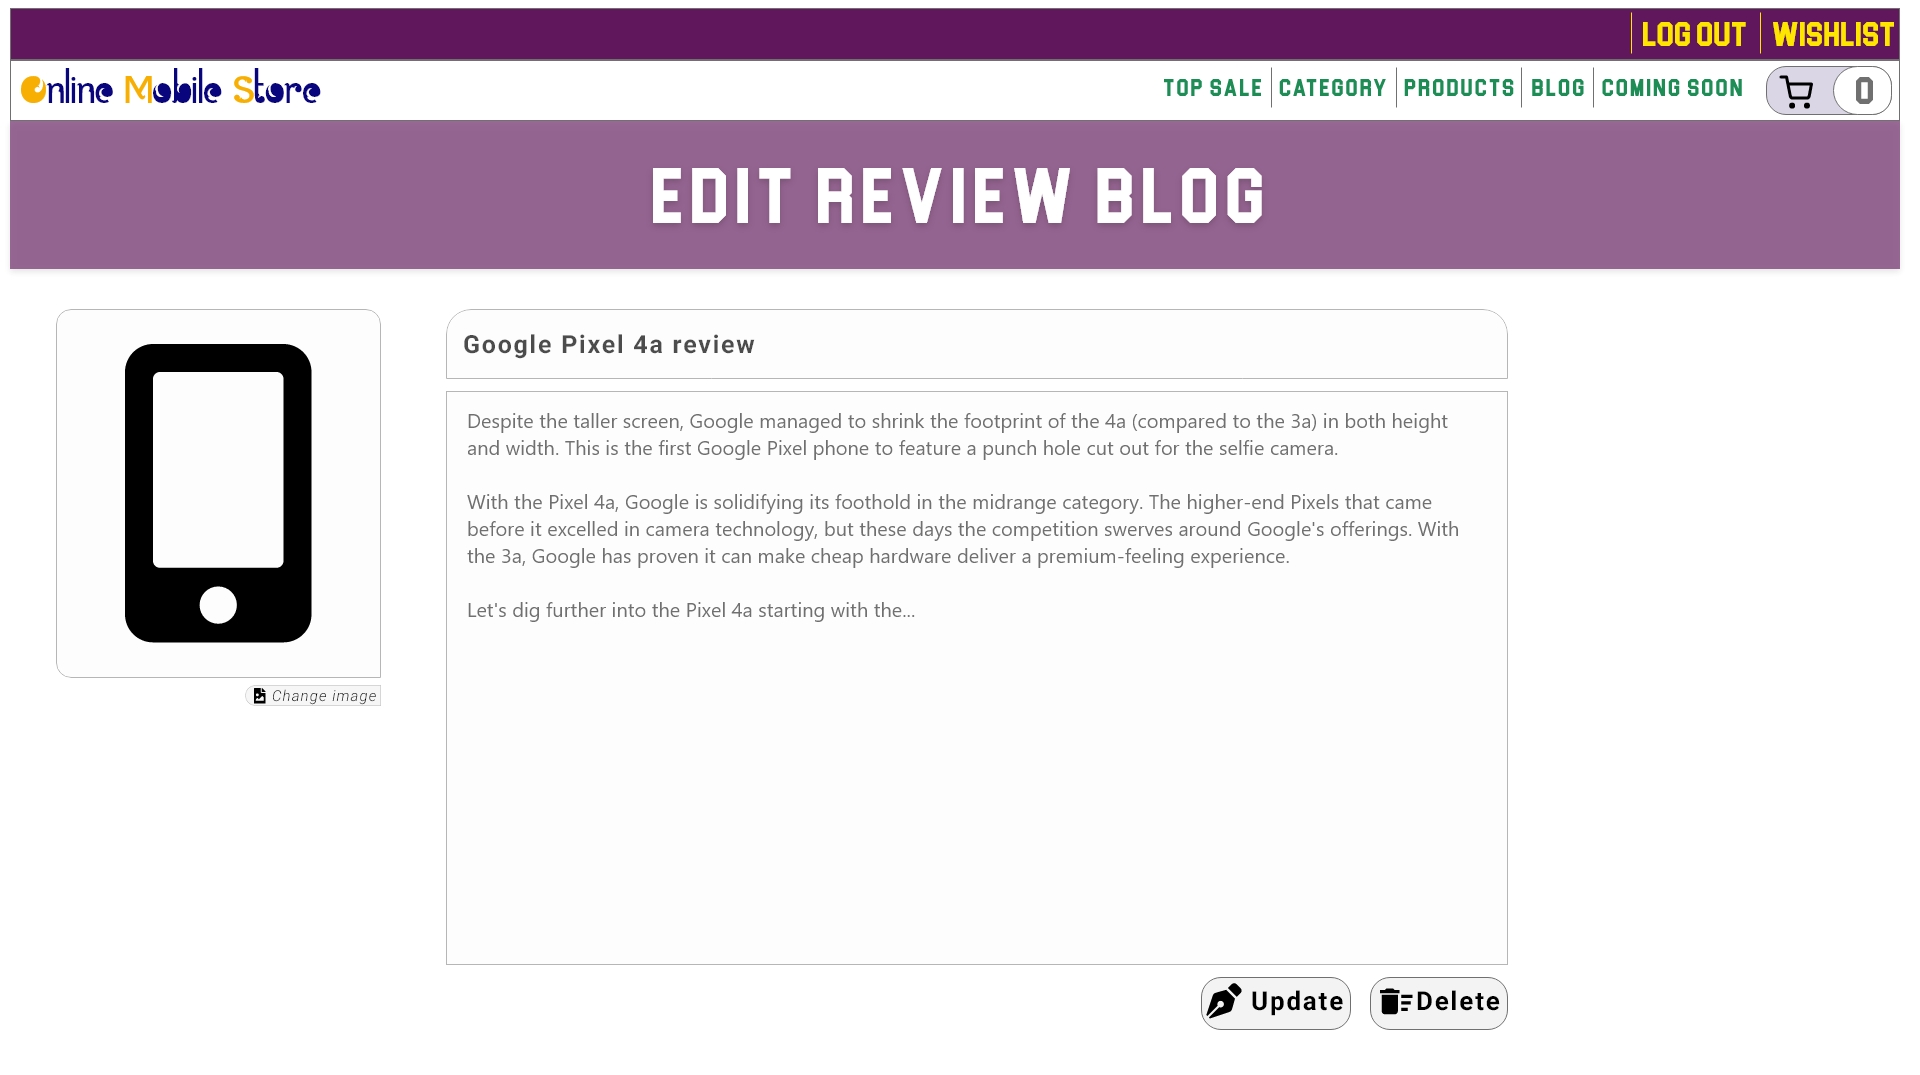 LOG OUT WISHLIST
Online Mobile Store
TOP SALE CATEGORY PRODUCTS BLOG COMING SOON 0
EDIT REVIEW BLOG
Google Pixel 4a review
Despite the taller screen, Google managed to shrink the footprint of the 4a (compared to the 3a) in both height
and width. This is the first Google Pixel phone to feature a punch hole cut out for the selfie camera.
With the Pixel 4a, Google is solidifying its foothold in the midrange category. The higher-end Pixels that came
before it excelled in camera technology, but these days the competition swerves around Google's offerings. With
the 3a, Google has proven it can make cheap hardware deliver a premium-feeling experience.
Let's dig further into the Pixel 4a starting with the...
Change image
Update Delete